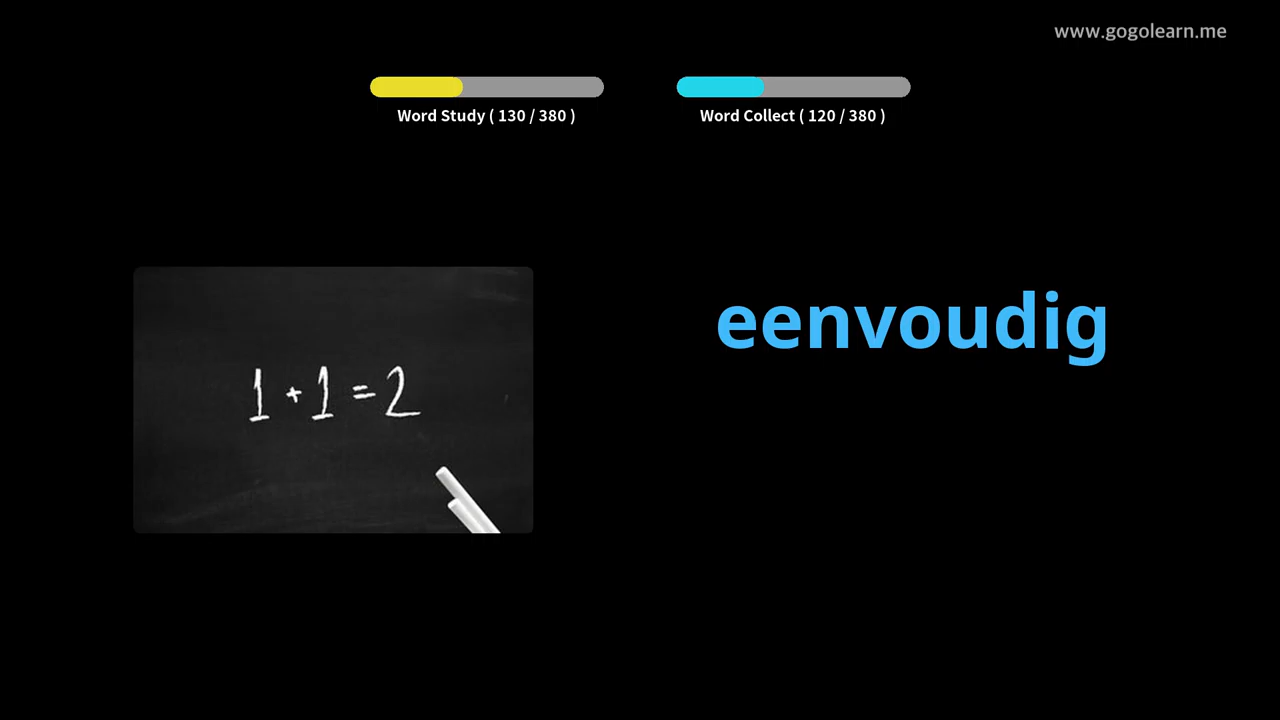 www.gogolearn.me
Word Study ( 130 / 380 )
Word Collect ( 120 / 380 )
eenvoudig
1 + 1 = 2